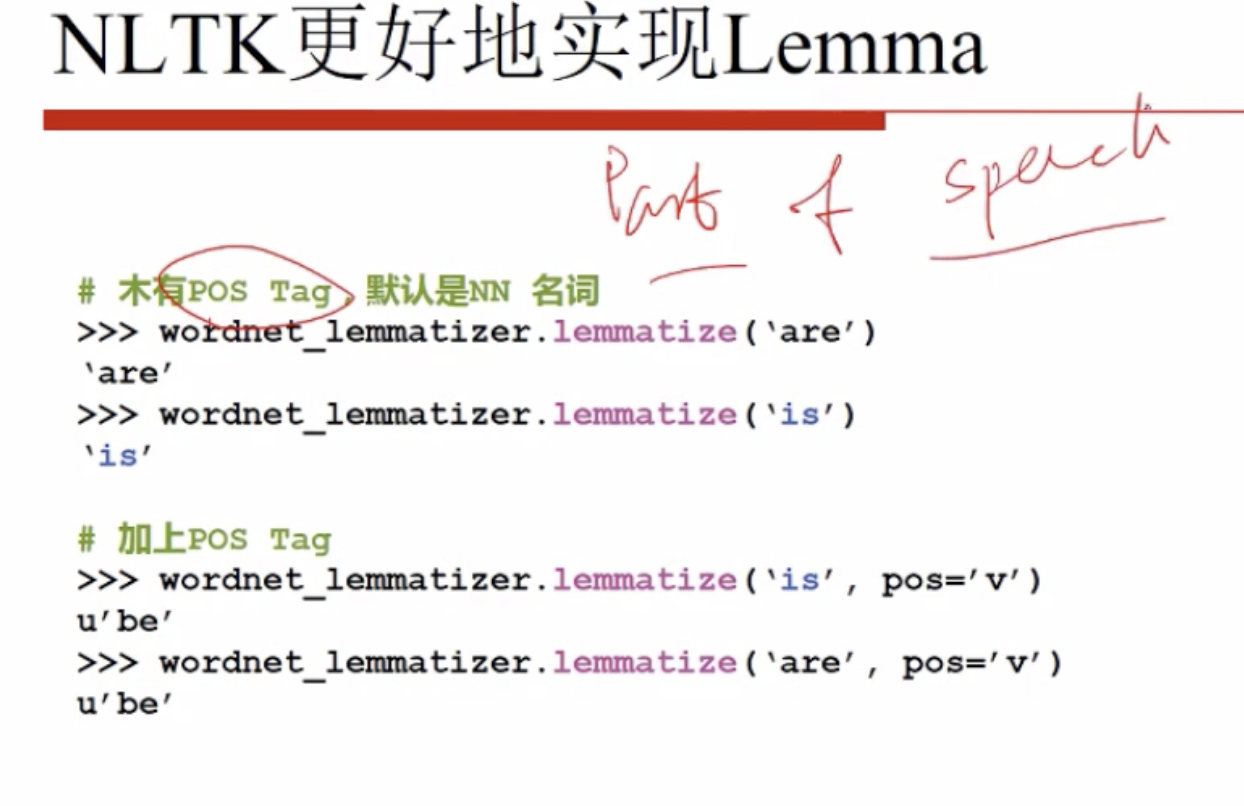 NLTK更好地实现Lemma
Part of speech
# 木有POS Tag，默认是NN 名词
>>> wordnet_lemmatizer.lemmatize(‘are’)
‘are’
>>> wordnet_lemmatizer.lemmatize(‘is’)
‘is’
# 加上POS Tag
>>> wordnet_lemmatizer.lemmatize(‘is’, pos=’v’)
u’be’
>>> wordnet_lemmatizer.lemmatize(‘are’, pos=’v’)
u’be’